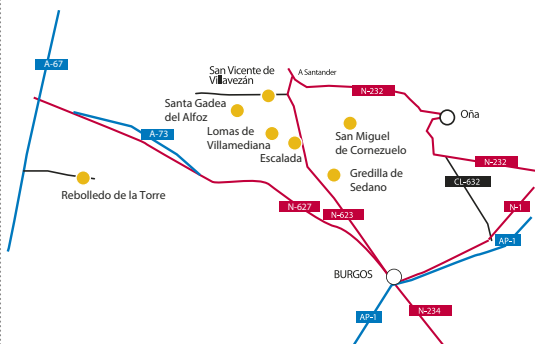 A-67
San Vicente de
Villavezán
A Santander
N-232
Santa Gadea
del Alfoz
Oña
A-73
Lomas de
Villamediana
San Miguel
de Cornezuelo
Escalada
N-232
Gredilla de
Sedano
CL-632
Rebolledo de la Torre
N-627
N-623
N-1
AP-1
BURGOS
AP-1
N-234